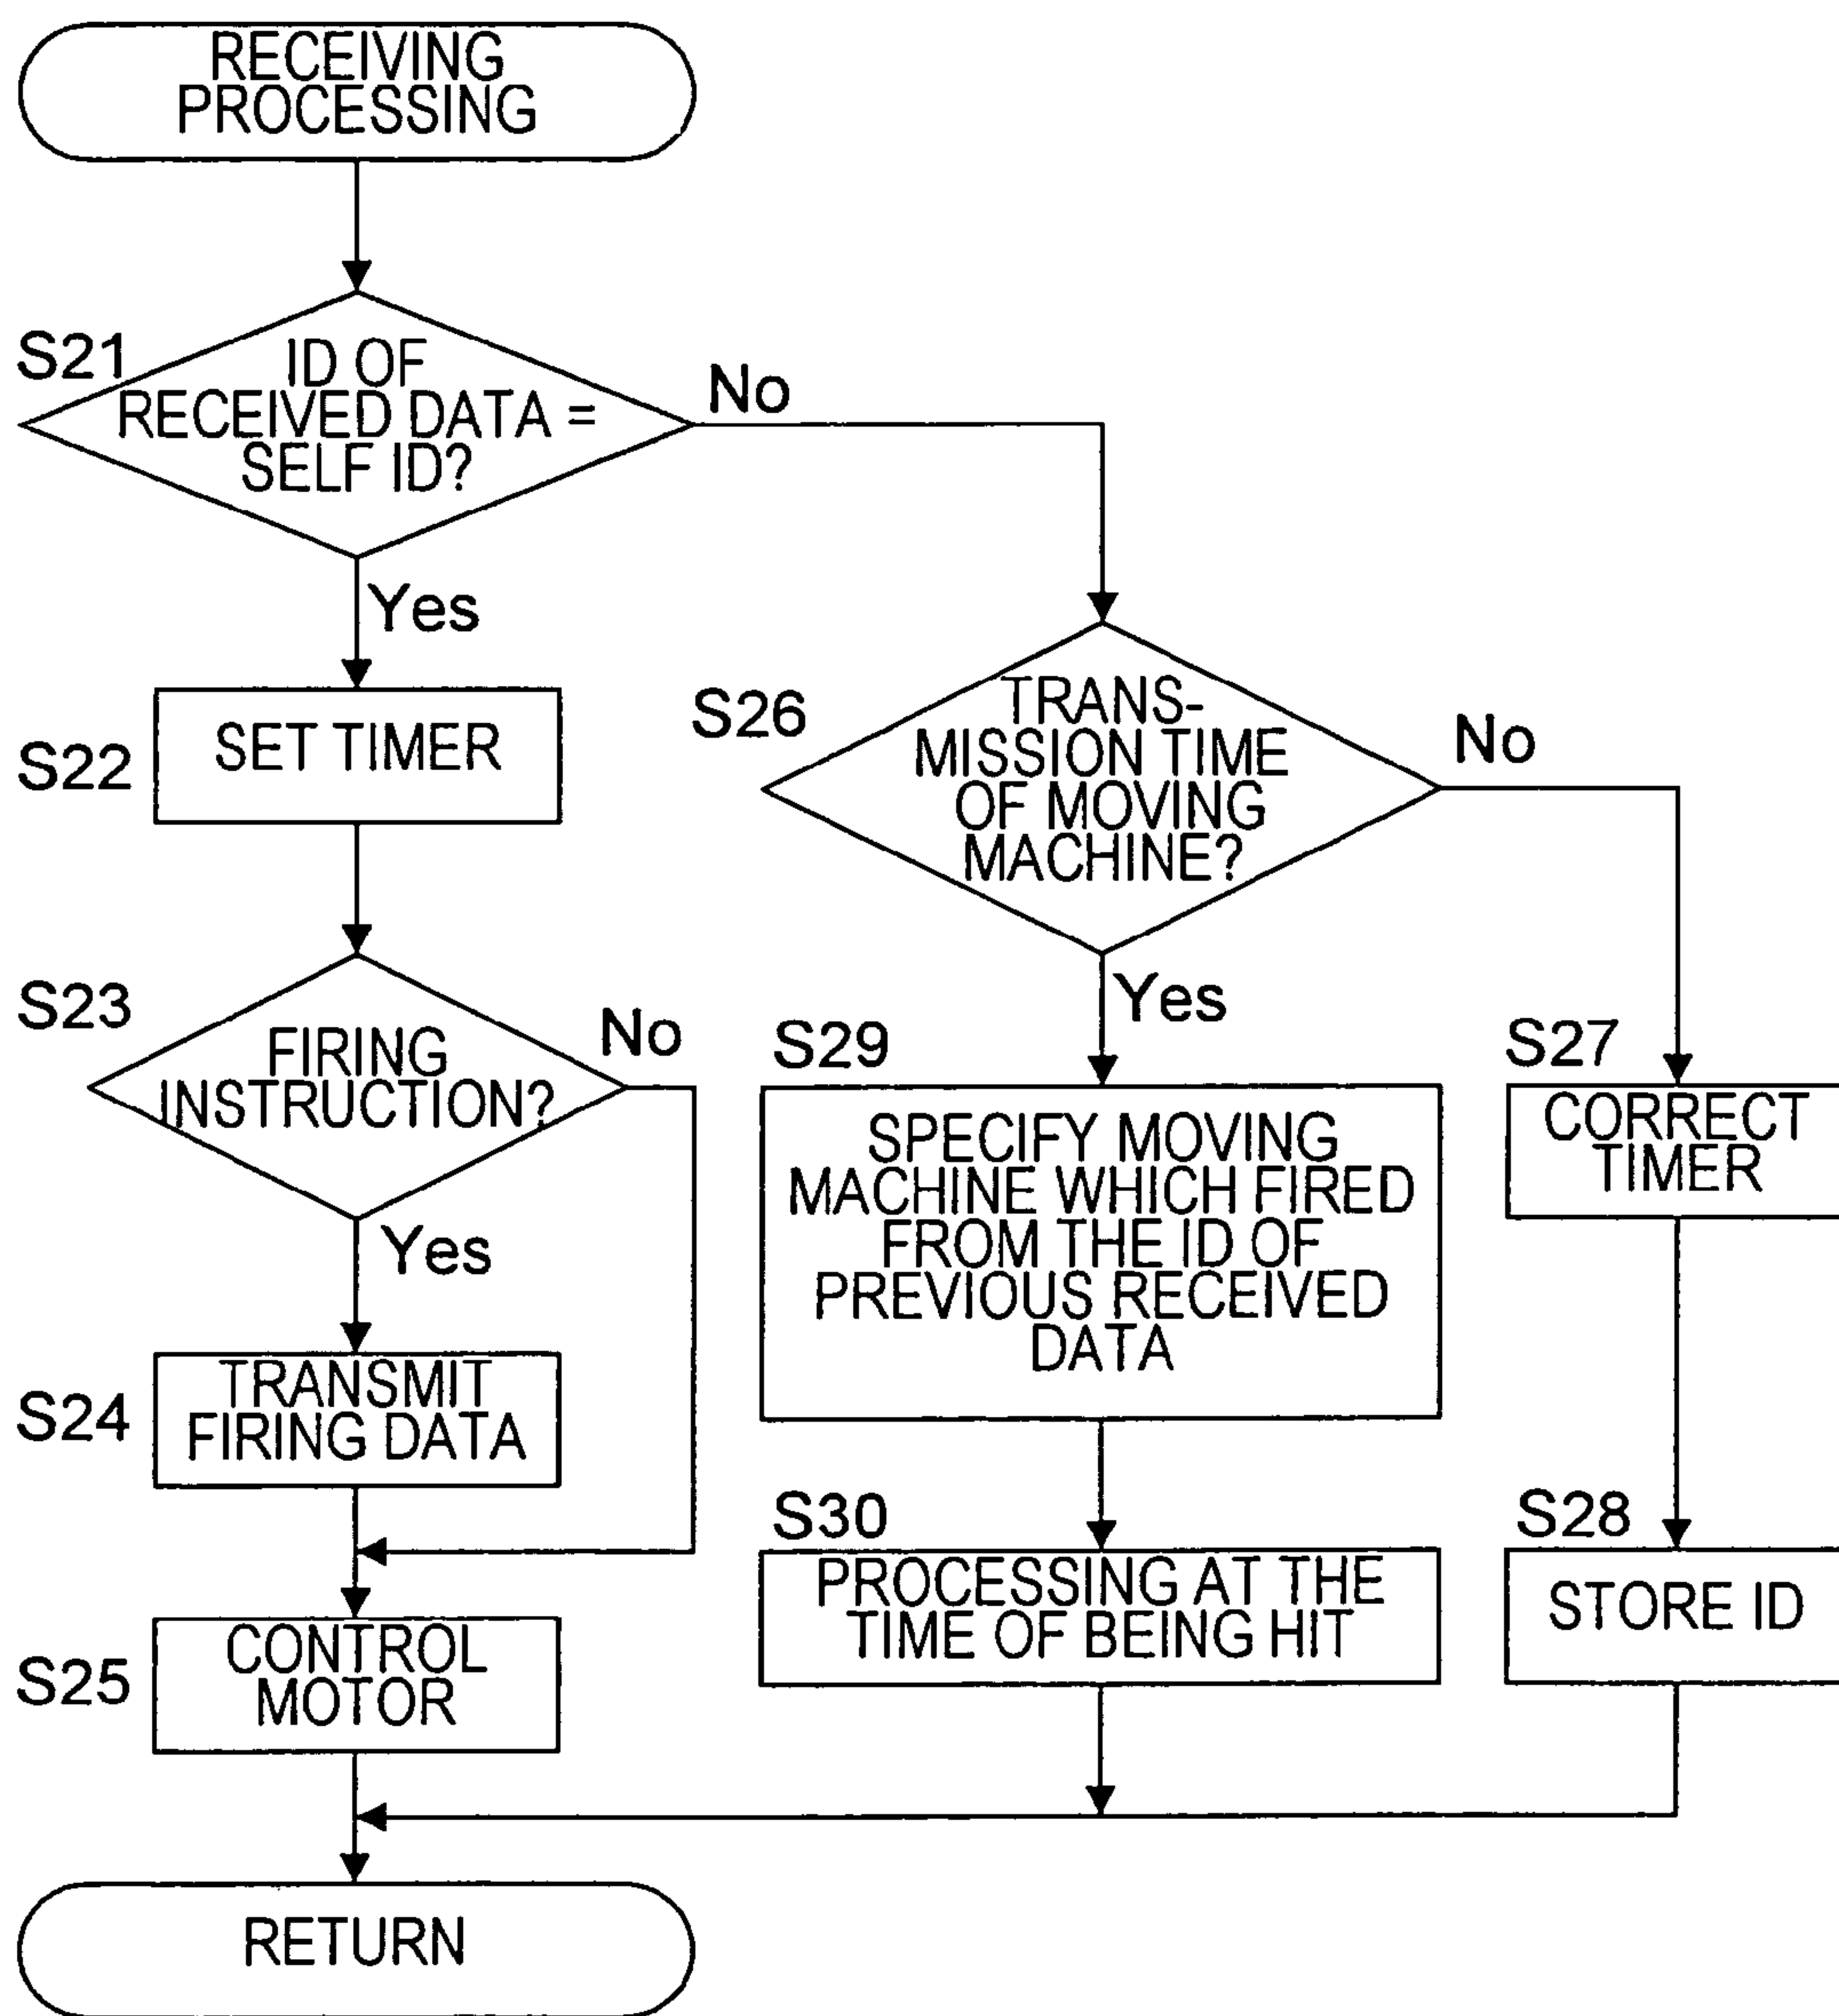 RECEIVING
PROCESSING
S21
ID OF
RECEIVED DATA =
SELF ID?
No
Yes
S22
SET TIMER
S23
FIRING
INSTRUCTION?
No
Yes
S24
TRANSMIT
FIRING DATA
S25
CONTROL
MOTOR
S26
TRANS-
MISSION TIME
OF MOVING
MACHINE?
No
Yes
S29
SPECIFY MOVING
MACHINE WHICH FIRED
FROM THE ID OF
PREVIOUS RECEIVED
DATA
S30
PROCESSING AT THE
TIME OF BEING HIT
S27
CORRECT
TIMER
S28
STORE ID
RETURN